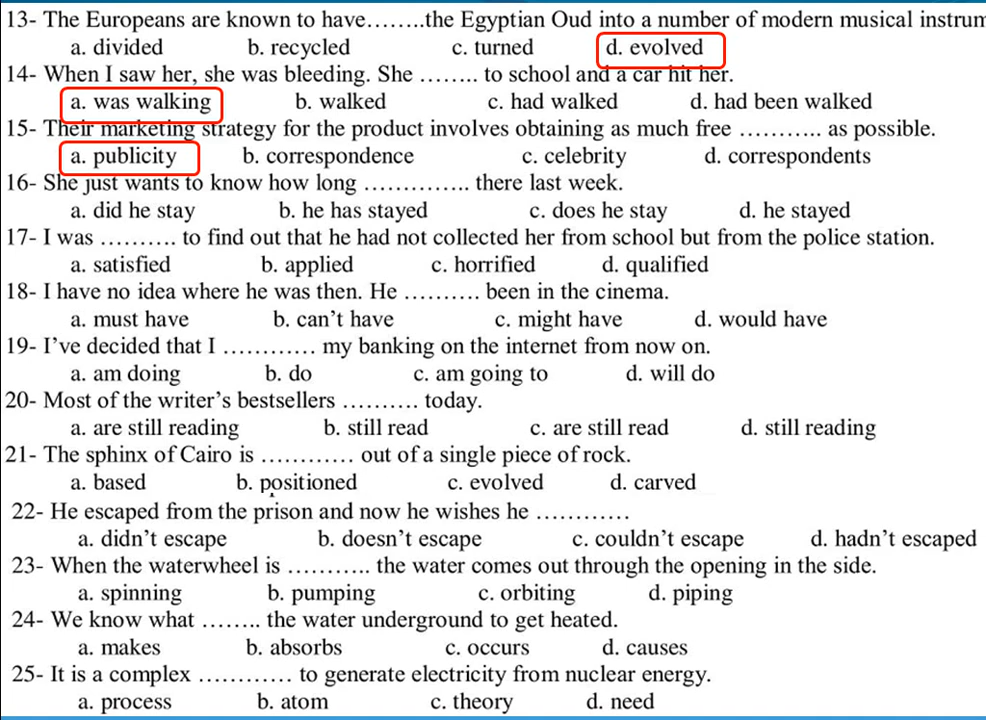 13- The Europeans are known to have……..the Egyptian Oud into a number of modern musical
a. divided b. recycled c. turned d. evolved
14- When I saw her, she was bleeding. She …….. to school and a car hit her.
a. was walking b. walked c. had walked d. had been walked
15- Their marketing strategy for the product involves obtaining as much free ……….. as possible.
a. publicity b. correspondence c. celebrity d. correspondents
16- She just wants to know how long ………….. there last week.
a. did he stay b. he has stayed c. does he stay d. he stayed
17- I was ………. to find out that he had not collected her from school but from the police station.
a. satisfied b. applied c. horrified d. qualified
18- I have no idea where he was then. He ………. been in the cinema.
a. must have b. can’t have c. might have d. would have
19- I’ve decided that I ………… my banking on the internet from now on.
a. am doing b. do c. am going to d. will do
20- Most of the writer’s bestsellers ………. today.
a. are still reading b. still read c. are still read d. still reading
21- The sphinx of Cairo is ………… out of a single piece of rock.
a. based b. positioned c. evolved d. carved
22- He escaped from the prison and now he wishes he …………
a. didn’t escape b. doesn’t escape c. couldn’t escape d. hadn’t escaped
23- When the waterwheel is ……….. the water comes out through the opening in the side.
a. spinning b. pumping c. orbiting d. piping
24- We know what …….. the water underground to get heated.
a. makes b. absorbs c. occurs d. causes
25- It is a complex ………… to generate electricity from nuclear energy.
a. process b. atom c. theory d. need